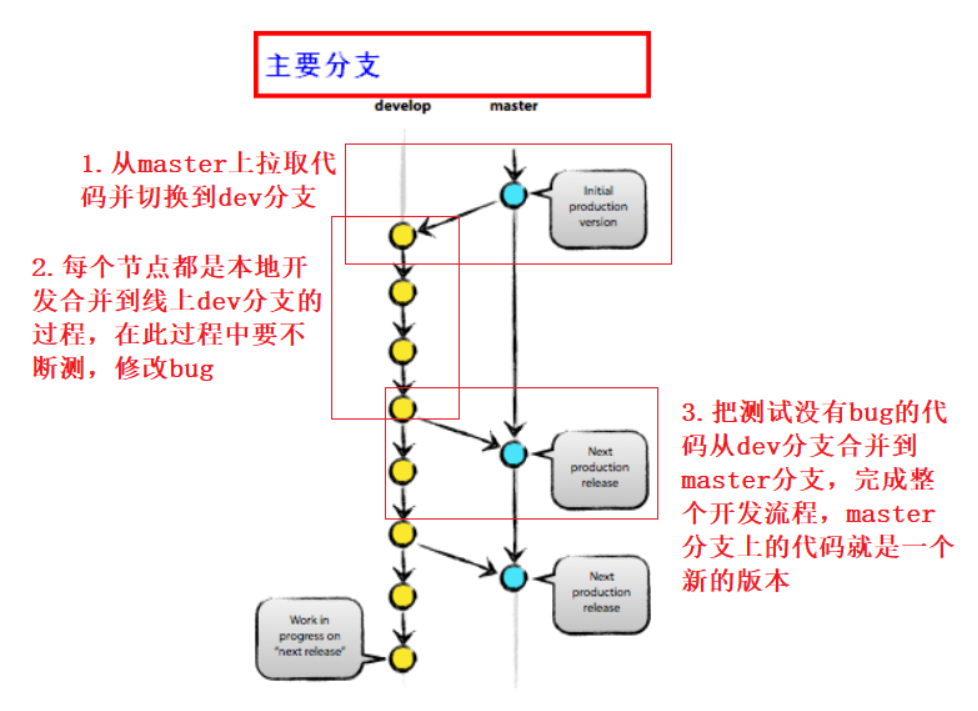 主要分支
develop
master
1.从master上拉取代
码并切换到dev分支
Initial
production
version
2.每个节点都是本地开
发合并到线上dev分支的
过程，在此过程中要不
断测，修改bug
3.把测试没有bug的代
码从dev分支合并到
master分支，完成整
个开发流程，master
分支上的代码就是一个
新的版本
Next
production
release
Next
production
release
Work in
progress on
"next release"